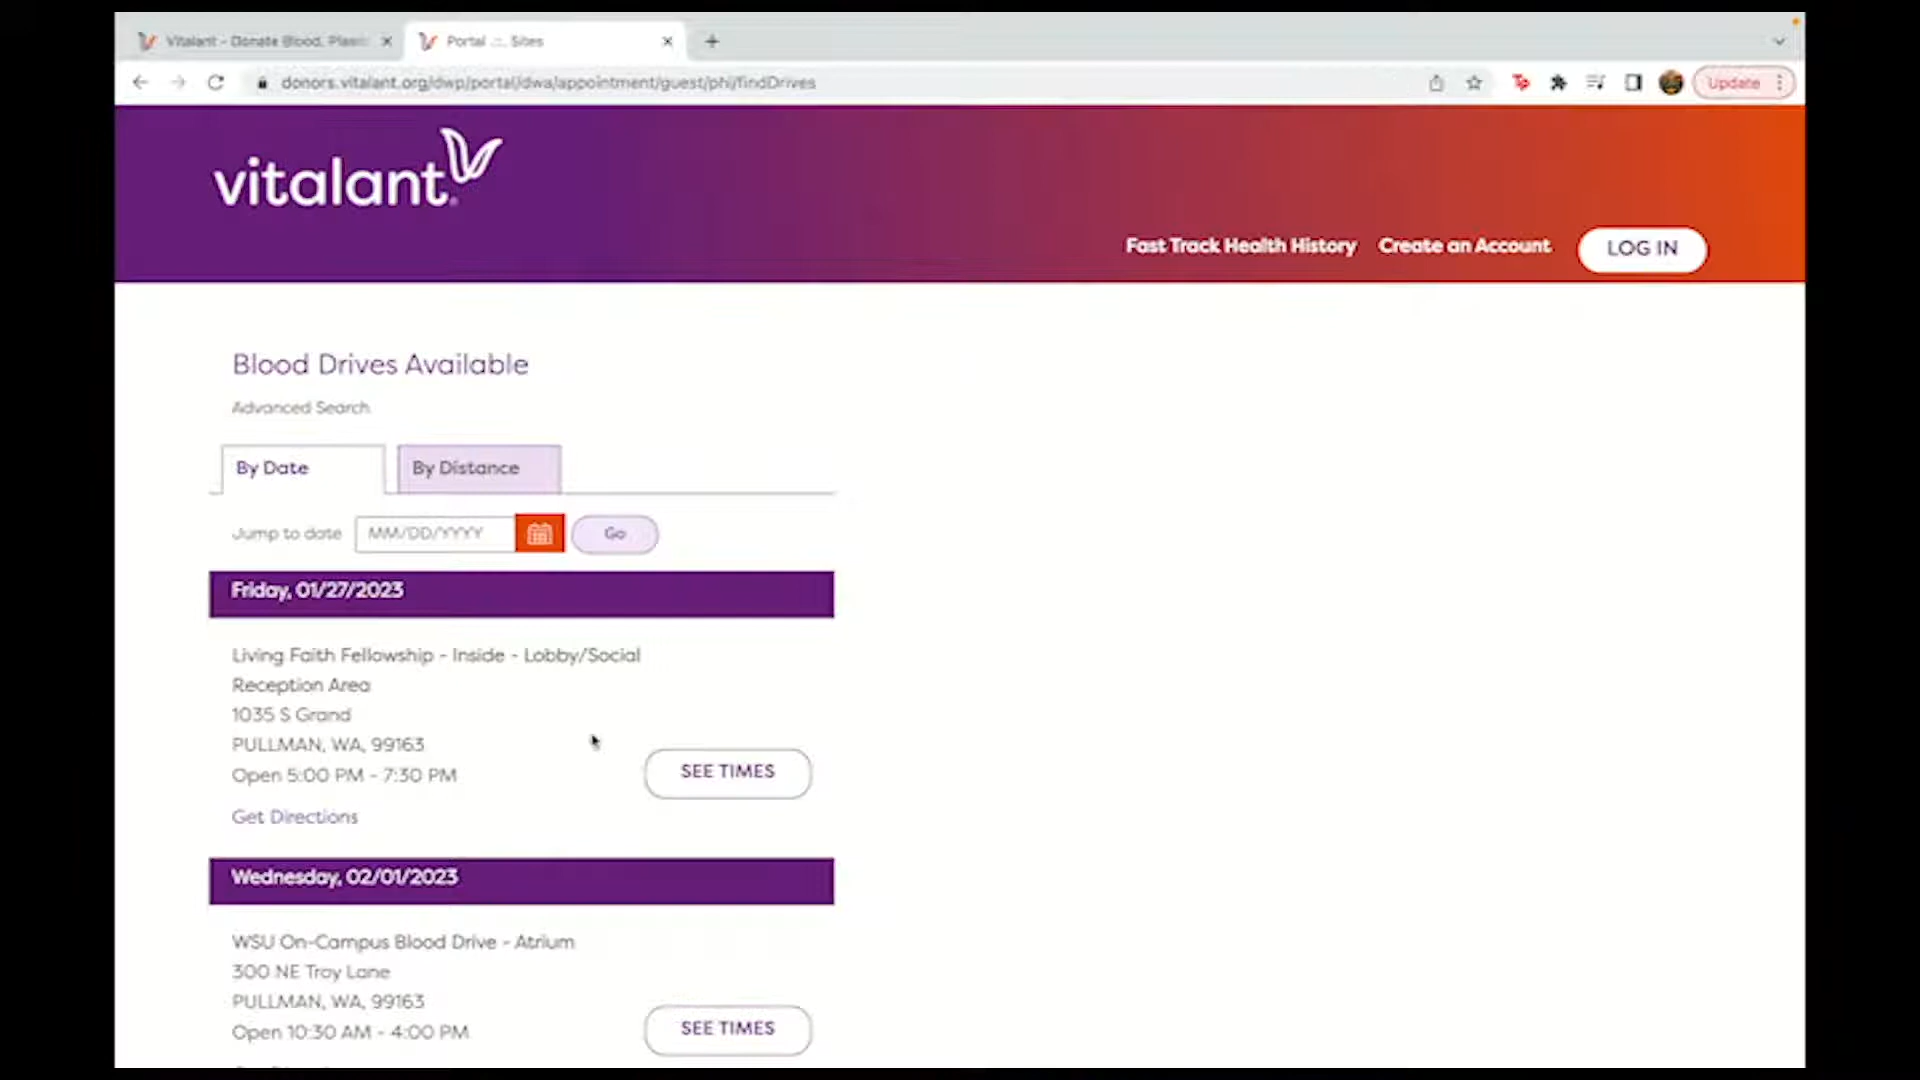 Vitalant - Donate Blood, Plasm
Portal .:. Sites
donors.vitalant.org/dwp/portal/dwa/appointment/guest/phl/findDrives
Update
vitalant
Fast Track Health History
Create an Account
LOG IN
Blood Drives Available
Advanced Search
By Date
By Distance
Jump to date
MM/DD/YYYY
Go
Friday, 01/27/2023
Living Faith Fellowship - Inside - Lobby/Social
Reception Area
1035 S Grand
PULLMAN, WA, 99163
Open 5:00 PM - 7:30 PM
SEE TIMES
Get Directions
Wednesday, 02/01/2023
WSU On-Campus Blood Drive - Atrium
300 NE Troy Lane
PULLMAN, WA, 99163
Open 10:30 AM - 4:00 PM
SEE TIMES